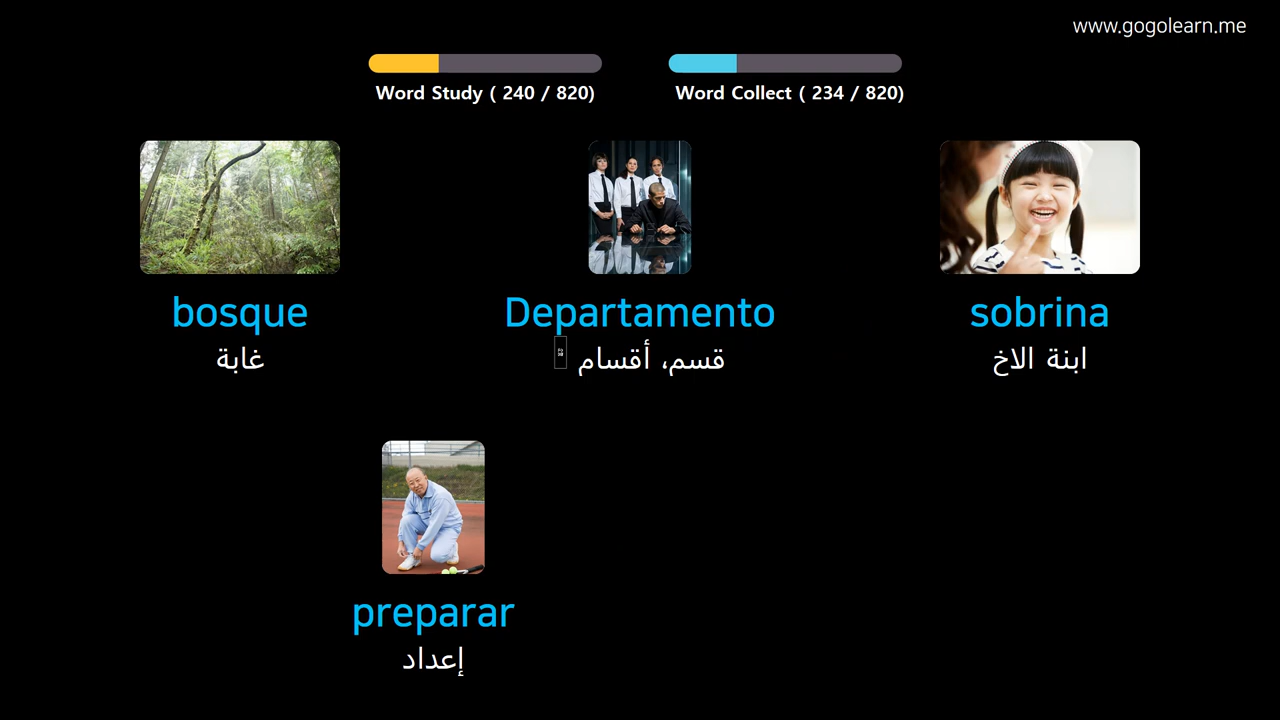 www.gogolearn.me
Word Study ( 240 / 820)
Word Collect ( 234 / 820)
bosque
Departamento
sobrina
غابة
قسم، أقسام
ابنة الاخ
preparar
إعداد